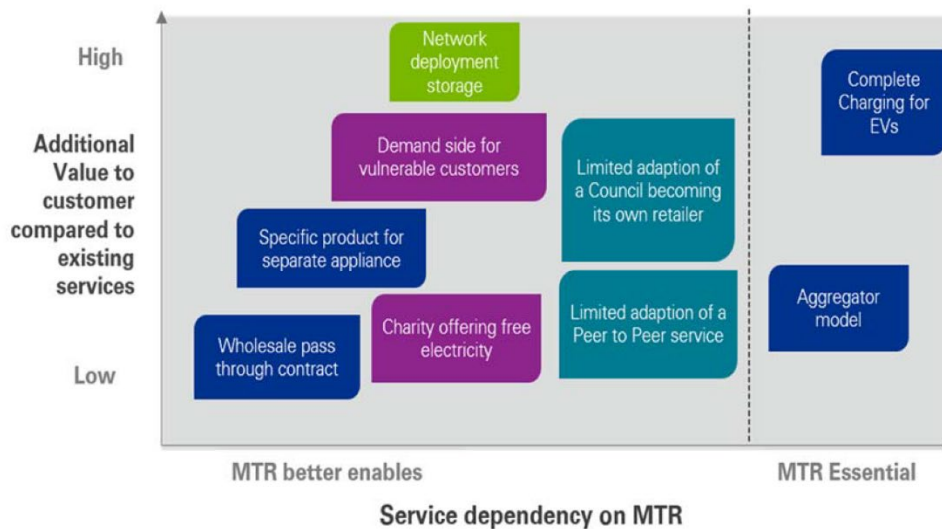 High
Additional
Value to
customer
compared to
existing
services
Low
Network
deployment
storage
Complete
Charging for
EVs
Demand side for
vulnerable customers
Limited adaption of
a Council becoming
its own retailer
Specific product for
separate appliance
Wholesale pass
through contract
Charity offering free
electricity
Limited adaption of a
Peer to Peer service
Aggregator
model
MTR better enables
MTR Essential
Service dependency on MTR